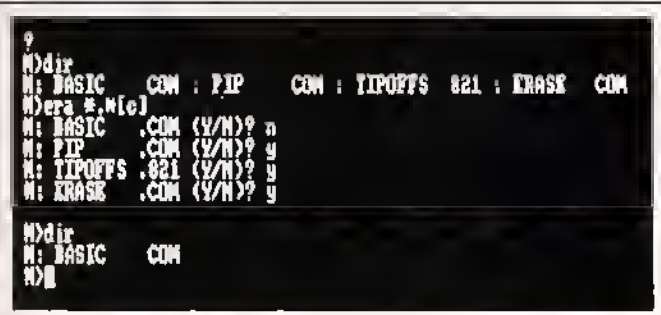 ?
M>dir
M: BASIC COM : PIP COM : TIPOFFS 821 : ERASE COM
M>era *.*[c]
M: BASIC .COM (Y/N)? n
M: PIP .COM (Y/N)? y
M: TIPOFFS .821 (Y/N)? y
M: ERASE .COM (Y/N)? y
M>dir
M: BASIC COM
M>